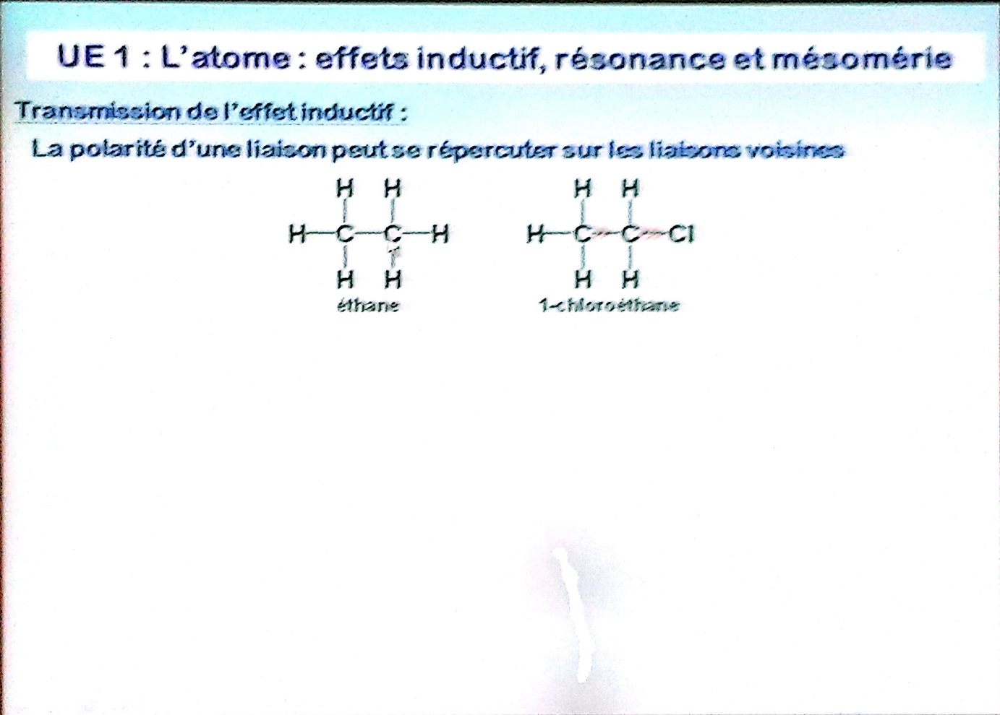 UE 1 : L'atome : effets inductif, résonance et mésomérie
Transmission de l'effet inductif :
La polarité d'une liaison peut se répercuter sur les liaisons voisines
H H H H
H C C H H C C Cl
H H H H
éthane 1-chloroéthane